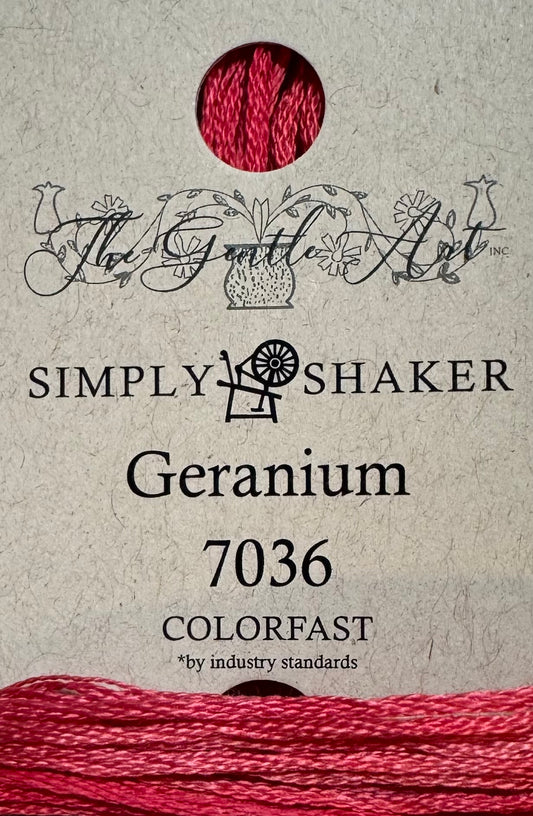 The Gentle Art INC
SIMPLY SHAKER
Geranium
7036
COLORFAST
*by industry standards